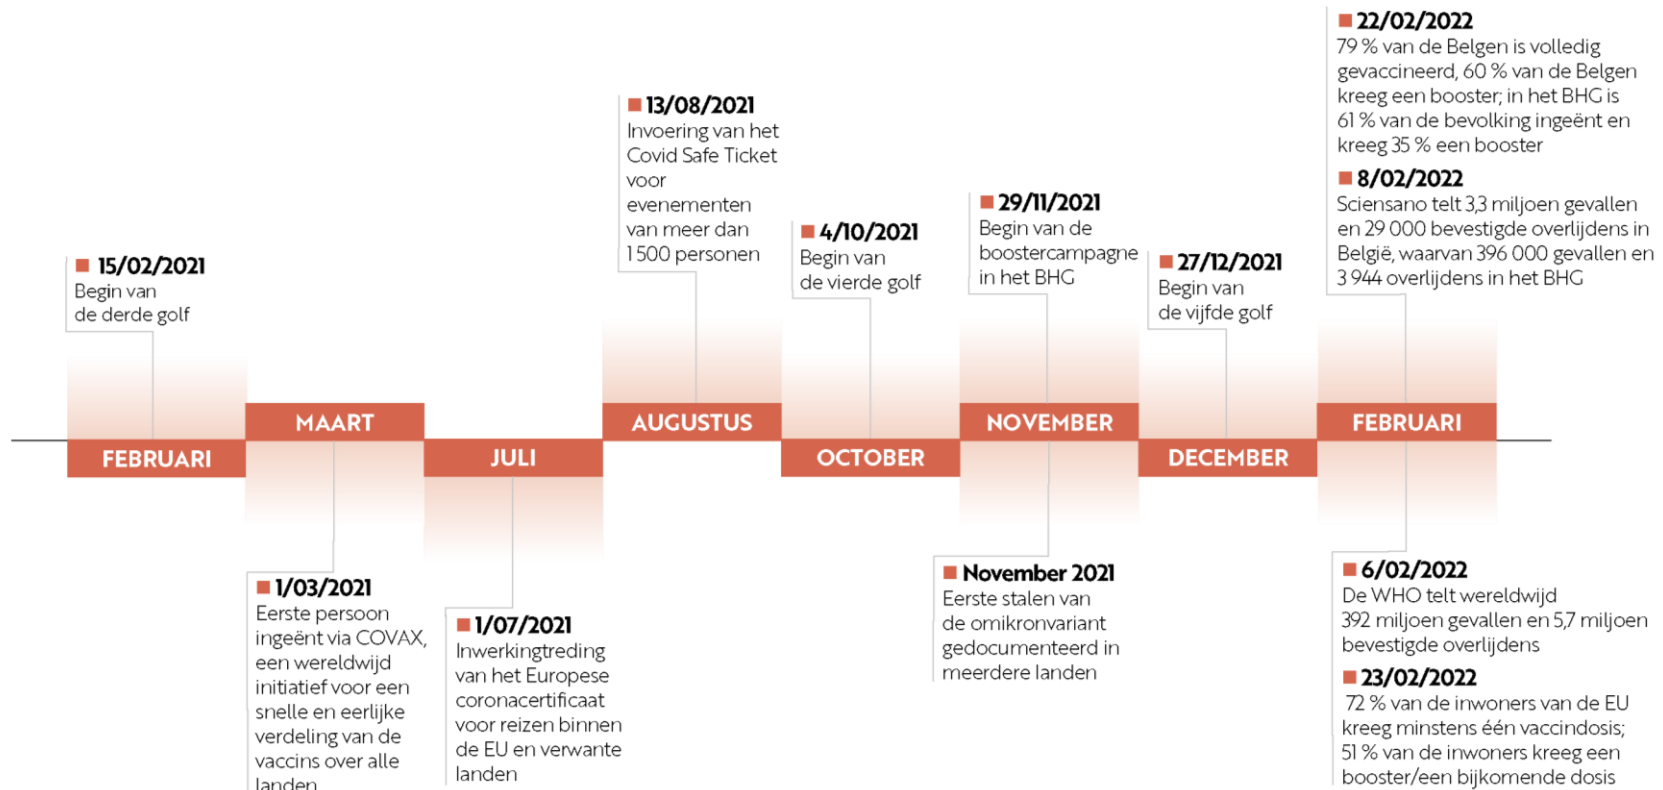 15/02/2021
Begin van
de derde golf
FEBRUARI
MAART
1/03/2021
Eerste persoon
ingeënt via COVAX,
een wereldwijd
initiatief voor een
snelle en eerlijke
verdeling van de
vaccins over alle
landen
JULI
1/07/2021
Inwerkingtreding
van het Europese
coronacertificaat
voor reizen binnen
de EU en verwante
landen
13/08/2021
Invoering van het
Covid Safe Ticket
voor
evenementen
van meer dan
1 500 personen
AUGUSTUS
4/10/2021
Begin van
de vierde golf
OCTOBER
29/11/2021
Begin van de
boostercampagne
in het BHG
NOVEMBER
November 2021
Eerste stalen van
de omikronvariant
gedocumenteerd in
meerdere landen
27/12/2021
Begin van
de vijfde golf
DECEMBER
22/02/2022
79 % van de Belgen is volledig
gevaccineerd, 60 % van de Belgen
kreeg een booster; in het BHG is
61 % van de bevolking ingeënt en
kreeg 35 % een booster
8/02/2022
Sciensano telt 3,3 miljoen gevallen
en 29 000 bevestigde overlijdens in
België, waarvan 396 000 gevallen en
3 944 overlijdens in het BHG
FEBRUARI
6/02/2022
De WHO telt wereldwijd
392 miljoen gevallen en 5,7 miljoen
bevestigde overlijdens
23/02/2022
72 % van de inwoners van de EU
kreeg minstens één vaccindosis;
51 % van de inwoners kreeg een
booster/een bijkomende dosis